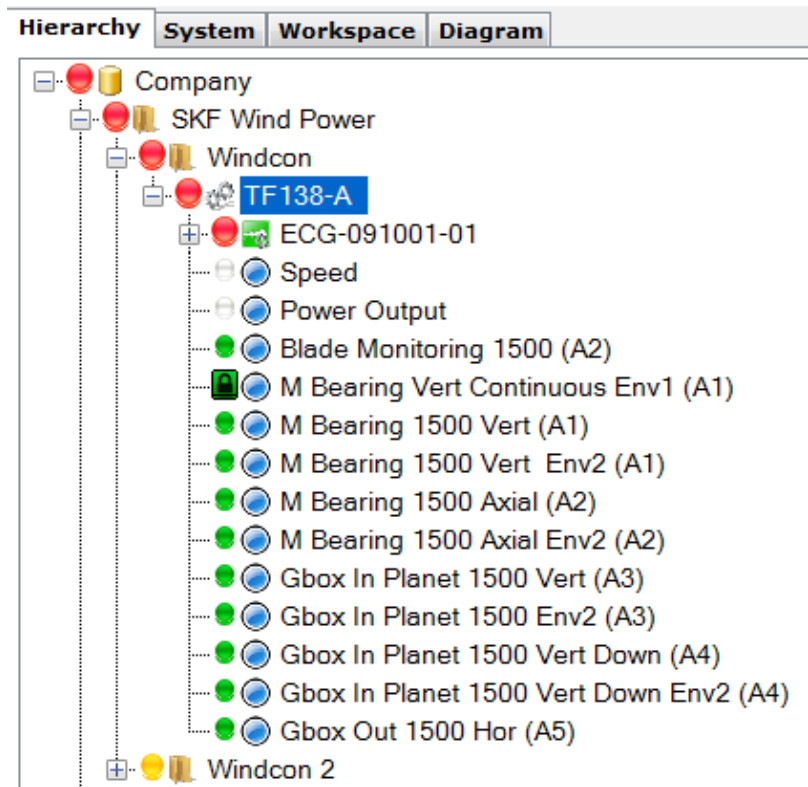 Hierarchy System Workspace Diagram
Company
SKF Wind Power
Windcon
TF138-A
ECG-091001-01
Speed
Power Output
Blade Monitoring 1500 (A2)
M Bearing Vert Continuous Env1 (A1)
M Bearing 1500 Vert (A1)
M Bearing 1500 Vert  Env2 (A1)
M Bearing 1500 Axial (A2)
M Bearing 1500 Axial Env2 (A2)
Gbox In Planet 1500 Vert (A3)
Gbox In Planet 1500 Env2 (A3)
Gbox In Planet 1500 Vert Down (A4)
Gbox In Planet 1500 Vert Down Env2 (A4)
Gbox Out 1500 Hor (A5)
Windcon 2